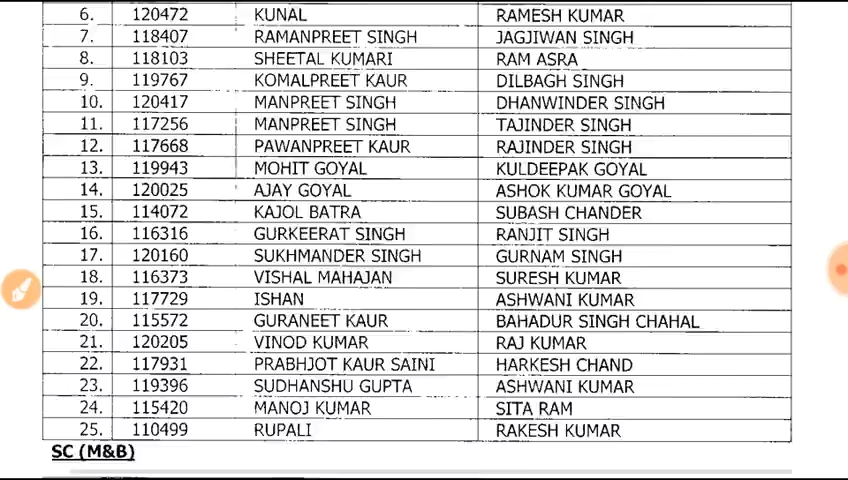 6. 120472 KUNAL RAMESH KUMAR
7. 118407 RAMANPREET SINGH JAGJIWAN SINGH
8. 118103 SHEETAL KUMARI RAM ASRA
9. 119767 KOMALPREET KAUR DILBAGH SINGH
10. 120417 MANPREET SINGH DHANWINDER SINGH
11. 117256 MANPREET SINGH TAJINDER SINGH
12. 117668 PAWANPREET KAUR RAJINDER SINGH
13. 119943 MOHIT GOYAL KULDEEPAK GOYAL
14. 120025 AJAY GOYAL ASHOK KUMAR GOYAL
15. 114072 KAJOL BATRA SUBASH CHANDER
16. 116316 GURKEERAT SINGH RANJIT SINGH
17. 120160 SUKHMANDER SINGH GURNAM SINGH
18. 116373 VISHAL MAHAJAN SURESH KUMAR
19. 117729 ISHAN ASHWANI KUMAR
20. 115572 GURANEET KAUR BAHADUR SINGH CHAHAL
21. 120205 VINOD KUMAR RAJ KUMAR
22. 117931 PRABHJOT KAUR SAINI HARKESH CHAND
23. 119396 SUDHANSHU GUPTA ASHWANI KUMAR
24. 115420 MANOJ KUMAR SITA RAM
25. 110499 RUPALI RAKESH KUMAR
SC (M&B)